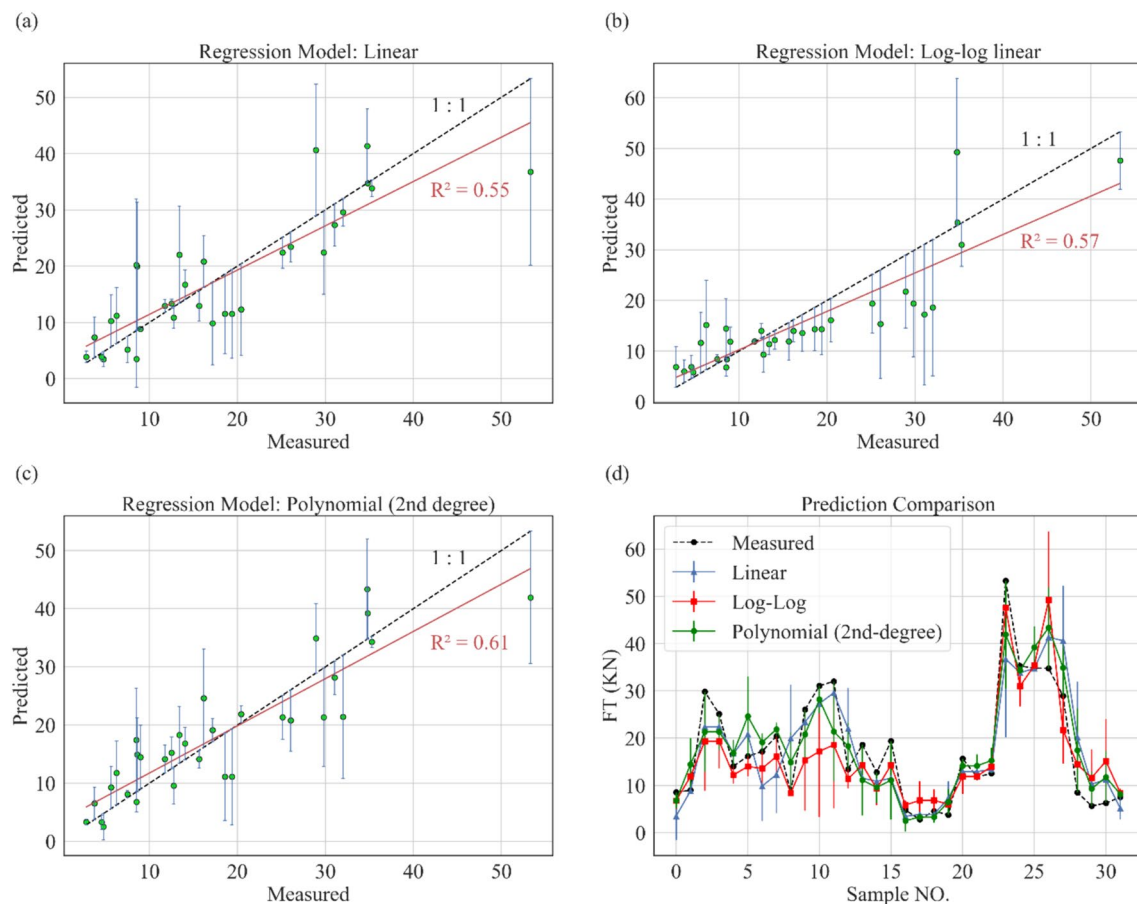 (a)
Regression Model: Linear
50
40
30
20
10
0
Predicted
1 : 1
R² = 0.55
10 20 30 40 50
Measured
(b)
Regression Model: Log-log linear
60
50
40
30
20
10
0
Predicted
1 : 1
R² = 0.57
10 20 30 40 50
Measured
(c)
Regression Model: Polynomial (2nd degree)
50
40
30
20
10
0
Predicted
1 : 1
R² = 0.61
10 20 30 40 50
Measured
(d)
Prediction Comparison
60
50
40
30
20
10
0
FT (KN)
Measured
Linear
Log-Log
Polynomial (2nd-degree)
0 5 10 15 20 25 30
Sample NO.